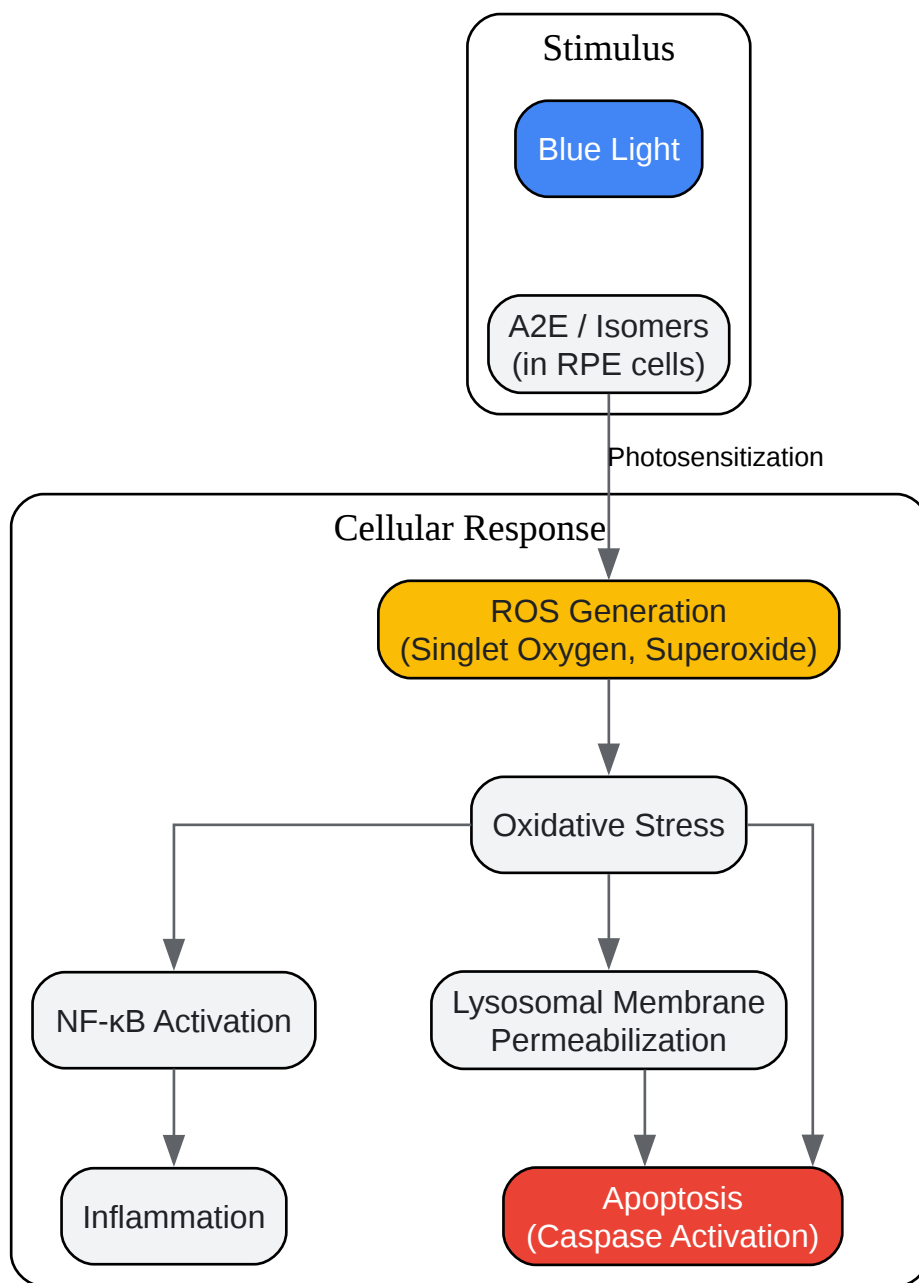 Stimulus
Blue Light
A2E / Isomers
(in RPE cells)
Photosensitization
Cellular Response
ROS Generation
(Singlet Oxygen, Superoxide)
Oxidative Stress
NF-κB Activation
Lysosomal Membrane
Permeabilization
Inflammation
Apoptosis
(Caspase Activation)